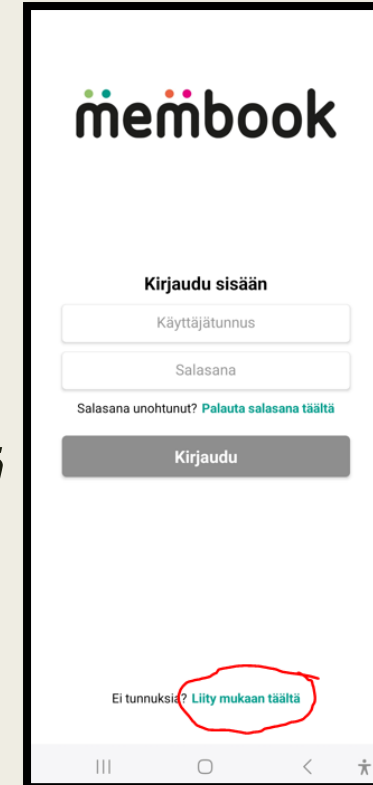 membook
Kirjaudu sisään
Käyttäjätunnus
Salasana
Salasana unohtunut? Palauta salasana täältä
Kirjaudu
Ei tunnuksia? Liity mukaan täältä